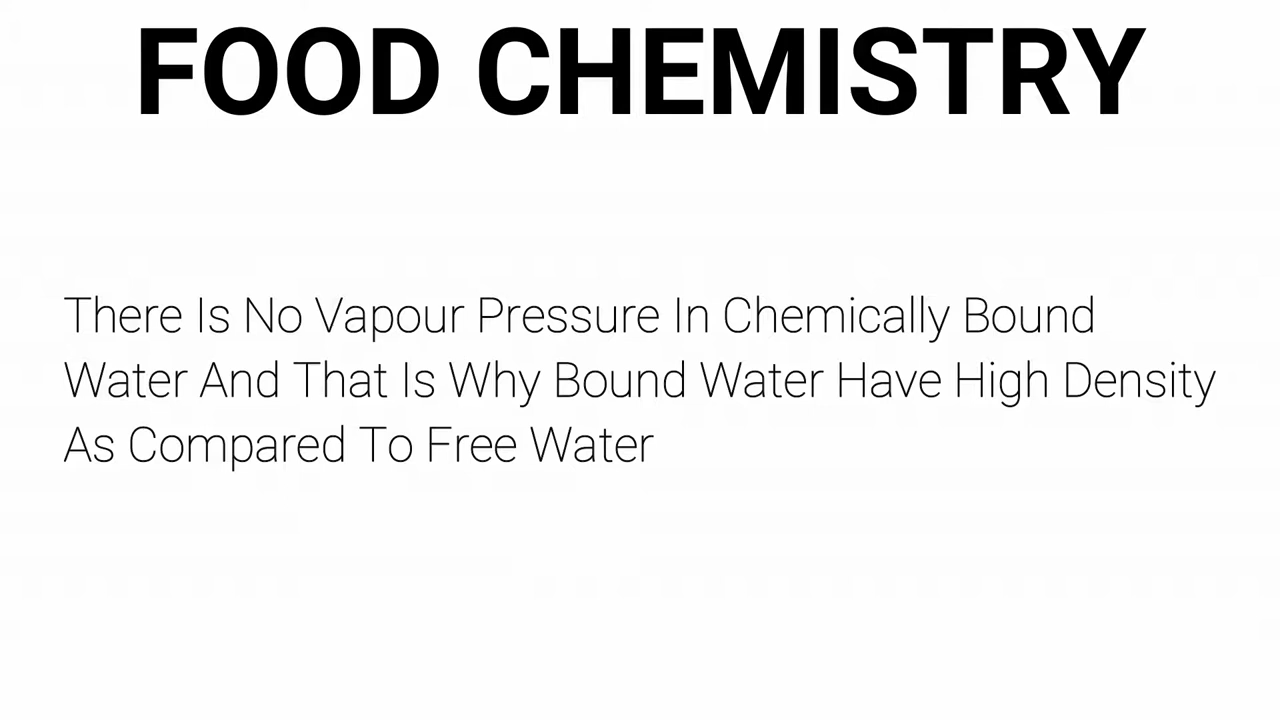 FOOD CHEMISTRY
There Is No Vapour Pressure In Chemically Bound
Water And That Is Why Bound Water Have High Density
As Compared To Free Water